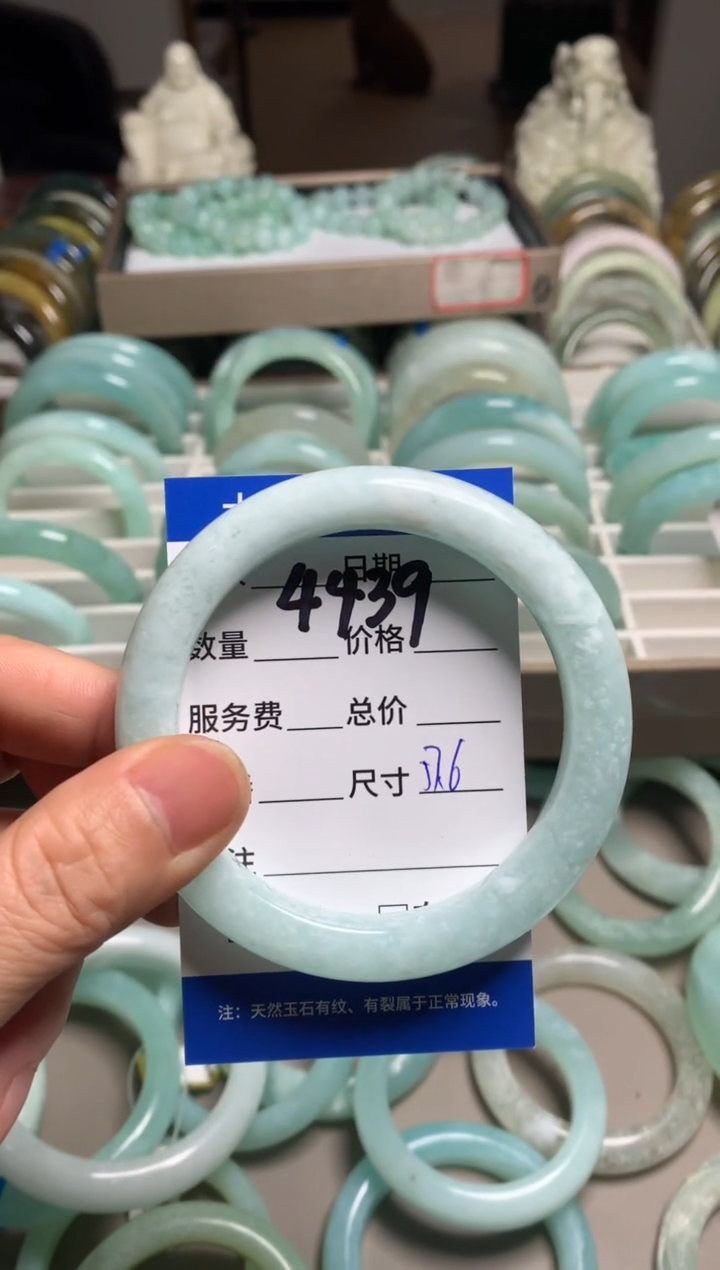 日期
4439
数量 价格
服务费 总价
尺寸
注
注：天然玉石有纹、有裂属于正常现象。